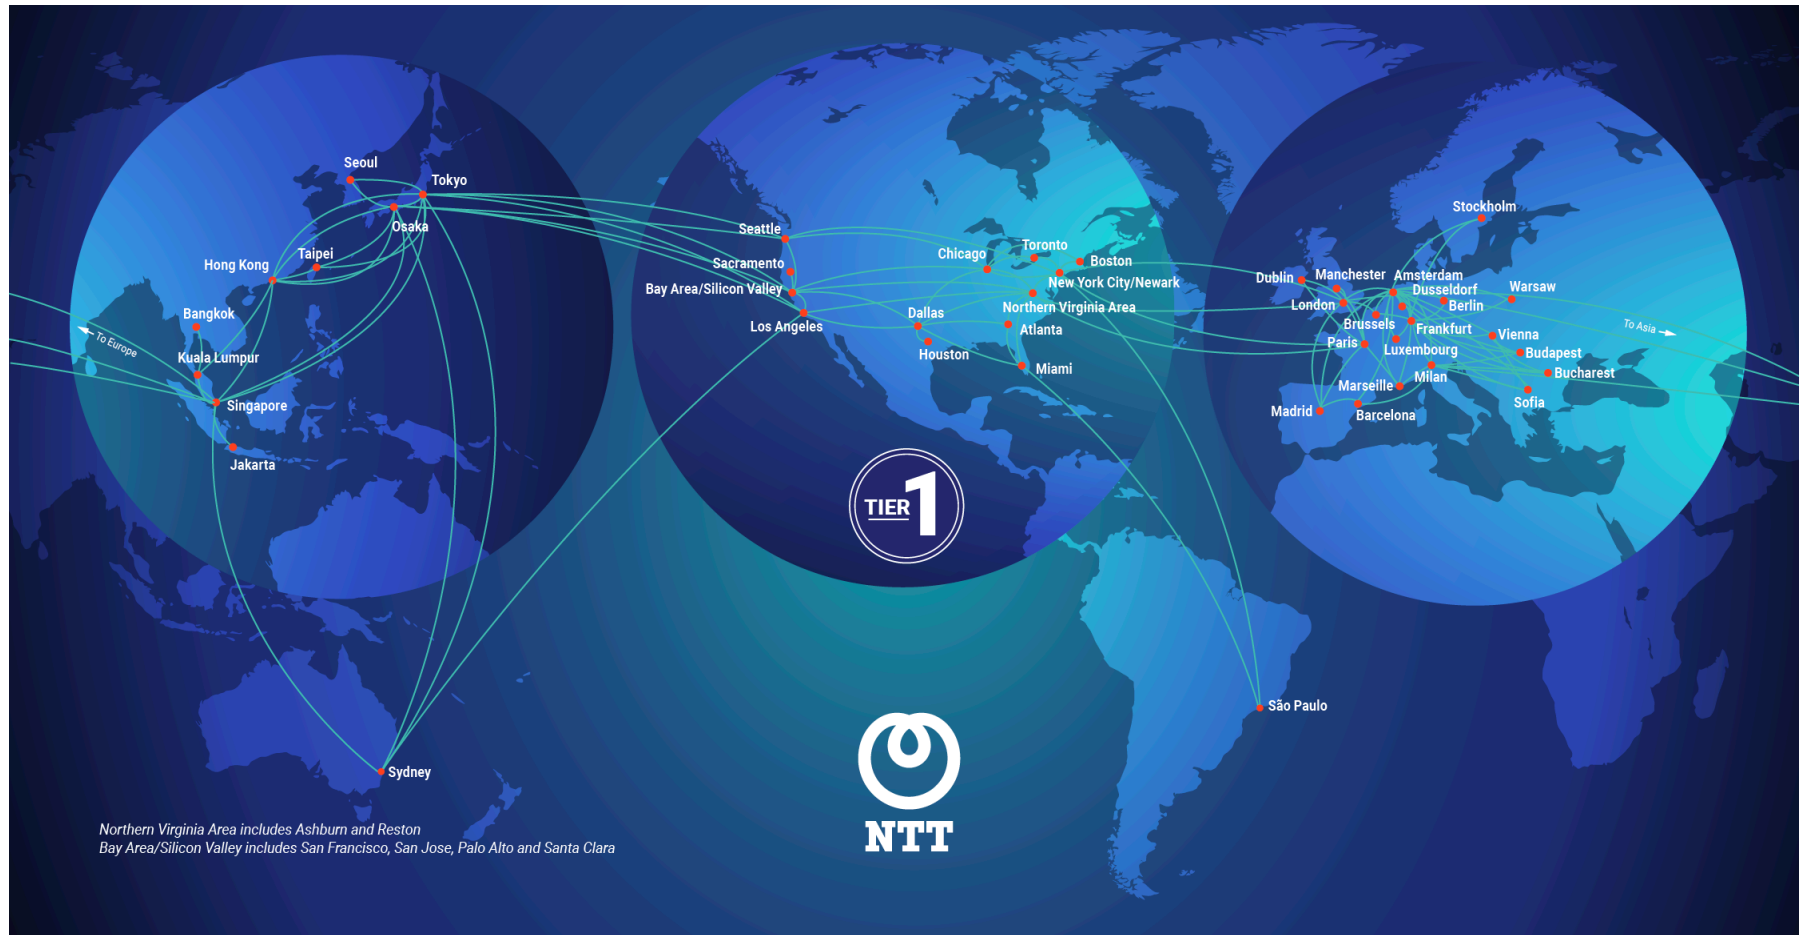 Seoul
Tokyo
Osaka
Taipei
Hong Kong
Bangkok
To Europe
Kuala Lumpur
Singapore
Jakarta
Sydney
Seattle
Sacramento
Bay Area/Silicon Valley
Los Angeles
Chicago
Toronto
Boston
New York City/Newark
Northern Virginia Area
Dallas
Atlanta
Houston
Miami
São Paulo
TIER 1
NTT
Stockholm
Dublin
Manchester
Amsterdam
Dusseldorf
Warsaw
London
Berlin
Brussels
Frankfurt
Vienna
Paris
Luxembourg
Budapest
Milan
Bucharest
Marseille
Sofia
Madrid
Barcelona
To Asia
Northern Virginia Area includes Ashburn and Reston
Bay Area/Silicon Valley includes San Francisco, San Jose, Palo Alto and Santa Clara